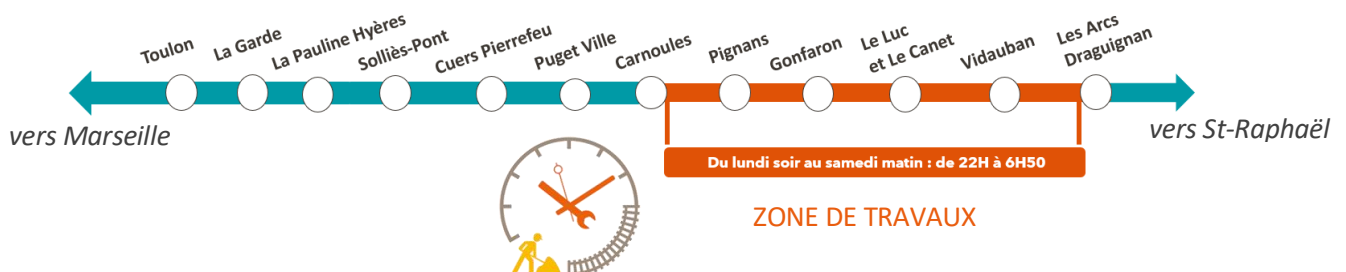 Toulon
La Garde
La Pauline Hyères
Solliès-Pont
Cuers Pierrefeu
Puget Ville
Carnoules
Pignans
Gonfaron
Le Luc
et Le Canet
Vidauban
Les Arcs
Draguignan
vers Marseille
vers St-Raphaël
Du lundi soir au samedi matin : de 22H à 6H50
ZONE DE TRAVAUX